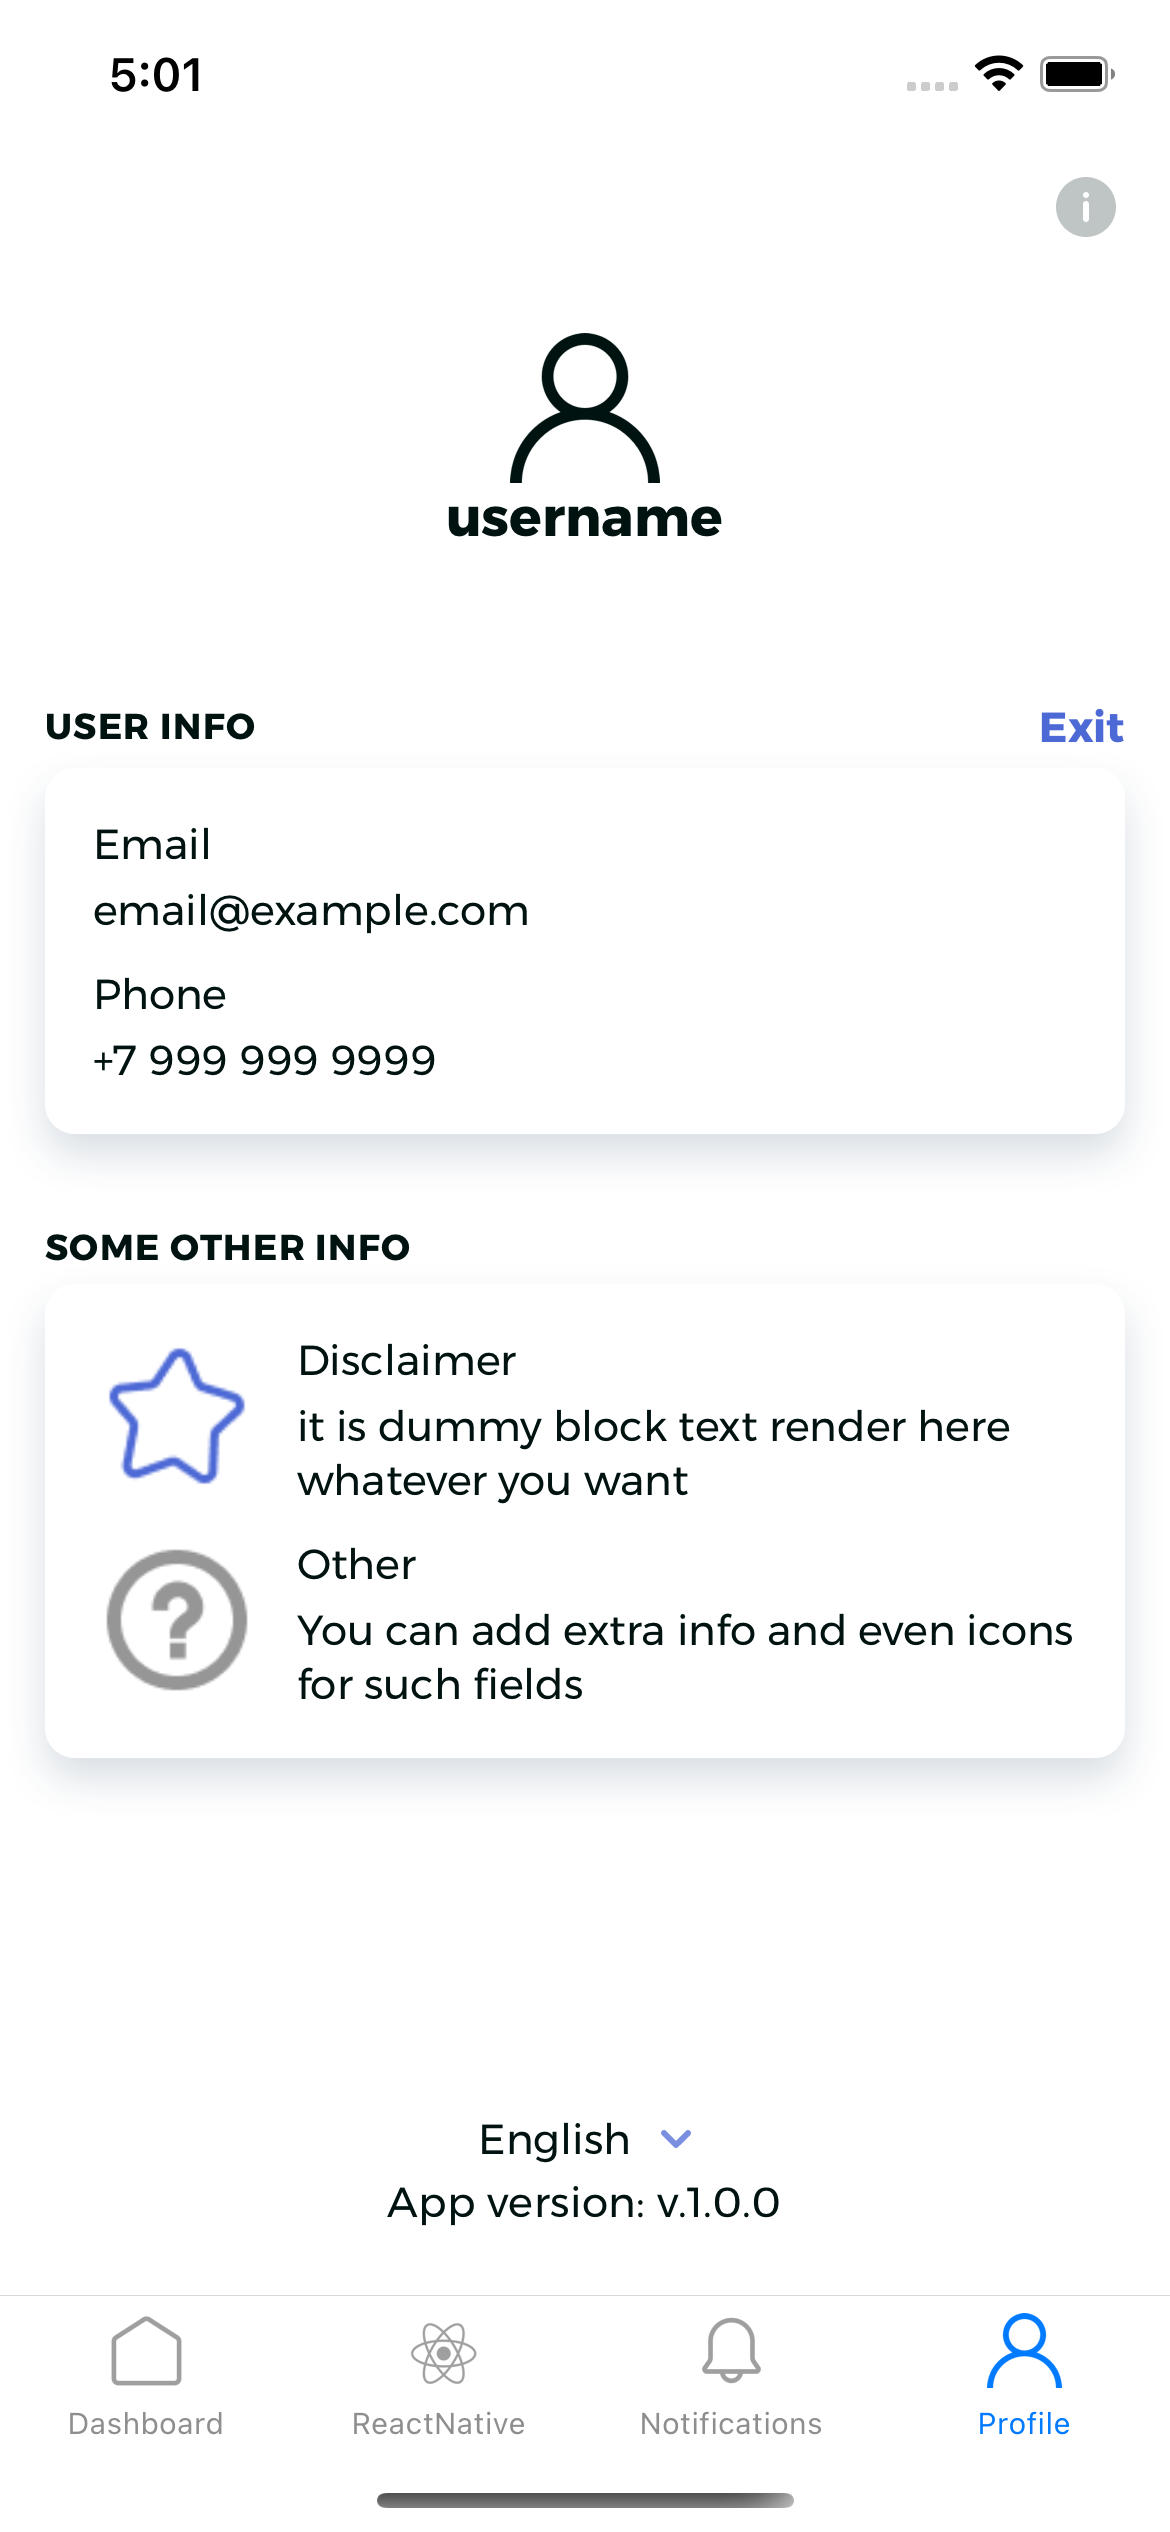 5:01
username
USER INFO
Exit
Email
email@example.com
Phone
+7 999 999 9999
SOME OTHER INFO
Disclaimer
it is dummy block text render here
whatever you want
Other
You can add extra info and even icons
for such fields
English
App version: v.1.0.0
Dashboard
ReactNative
Notifications
Profile